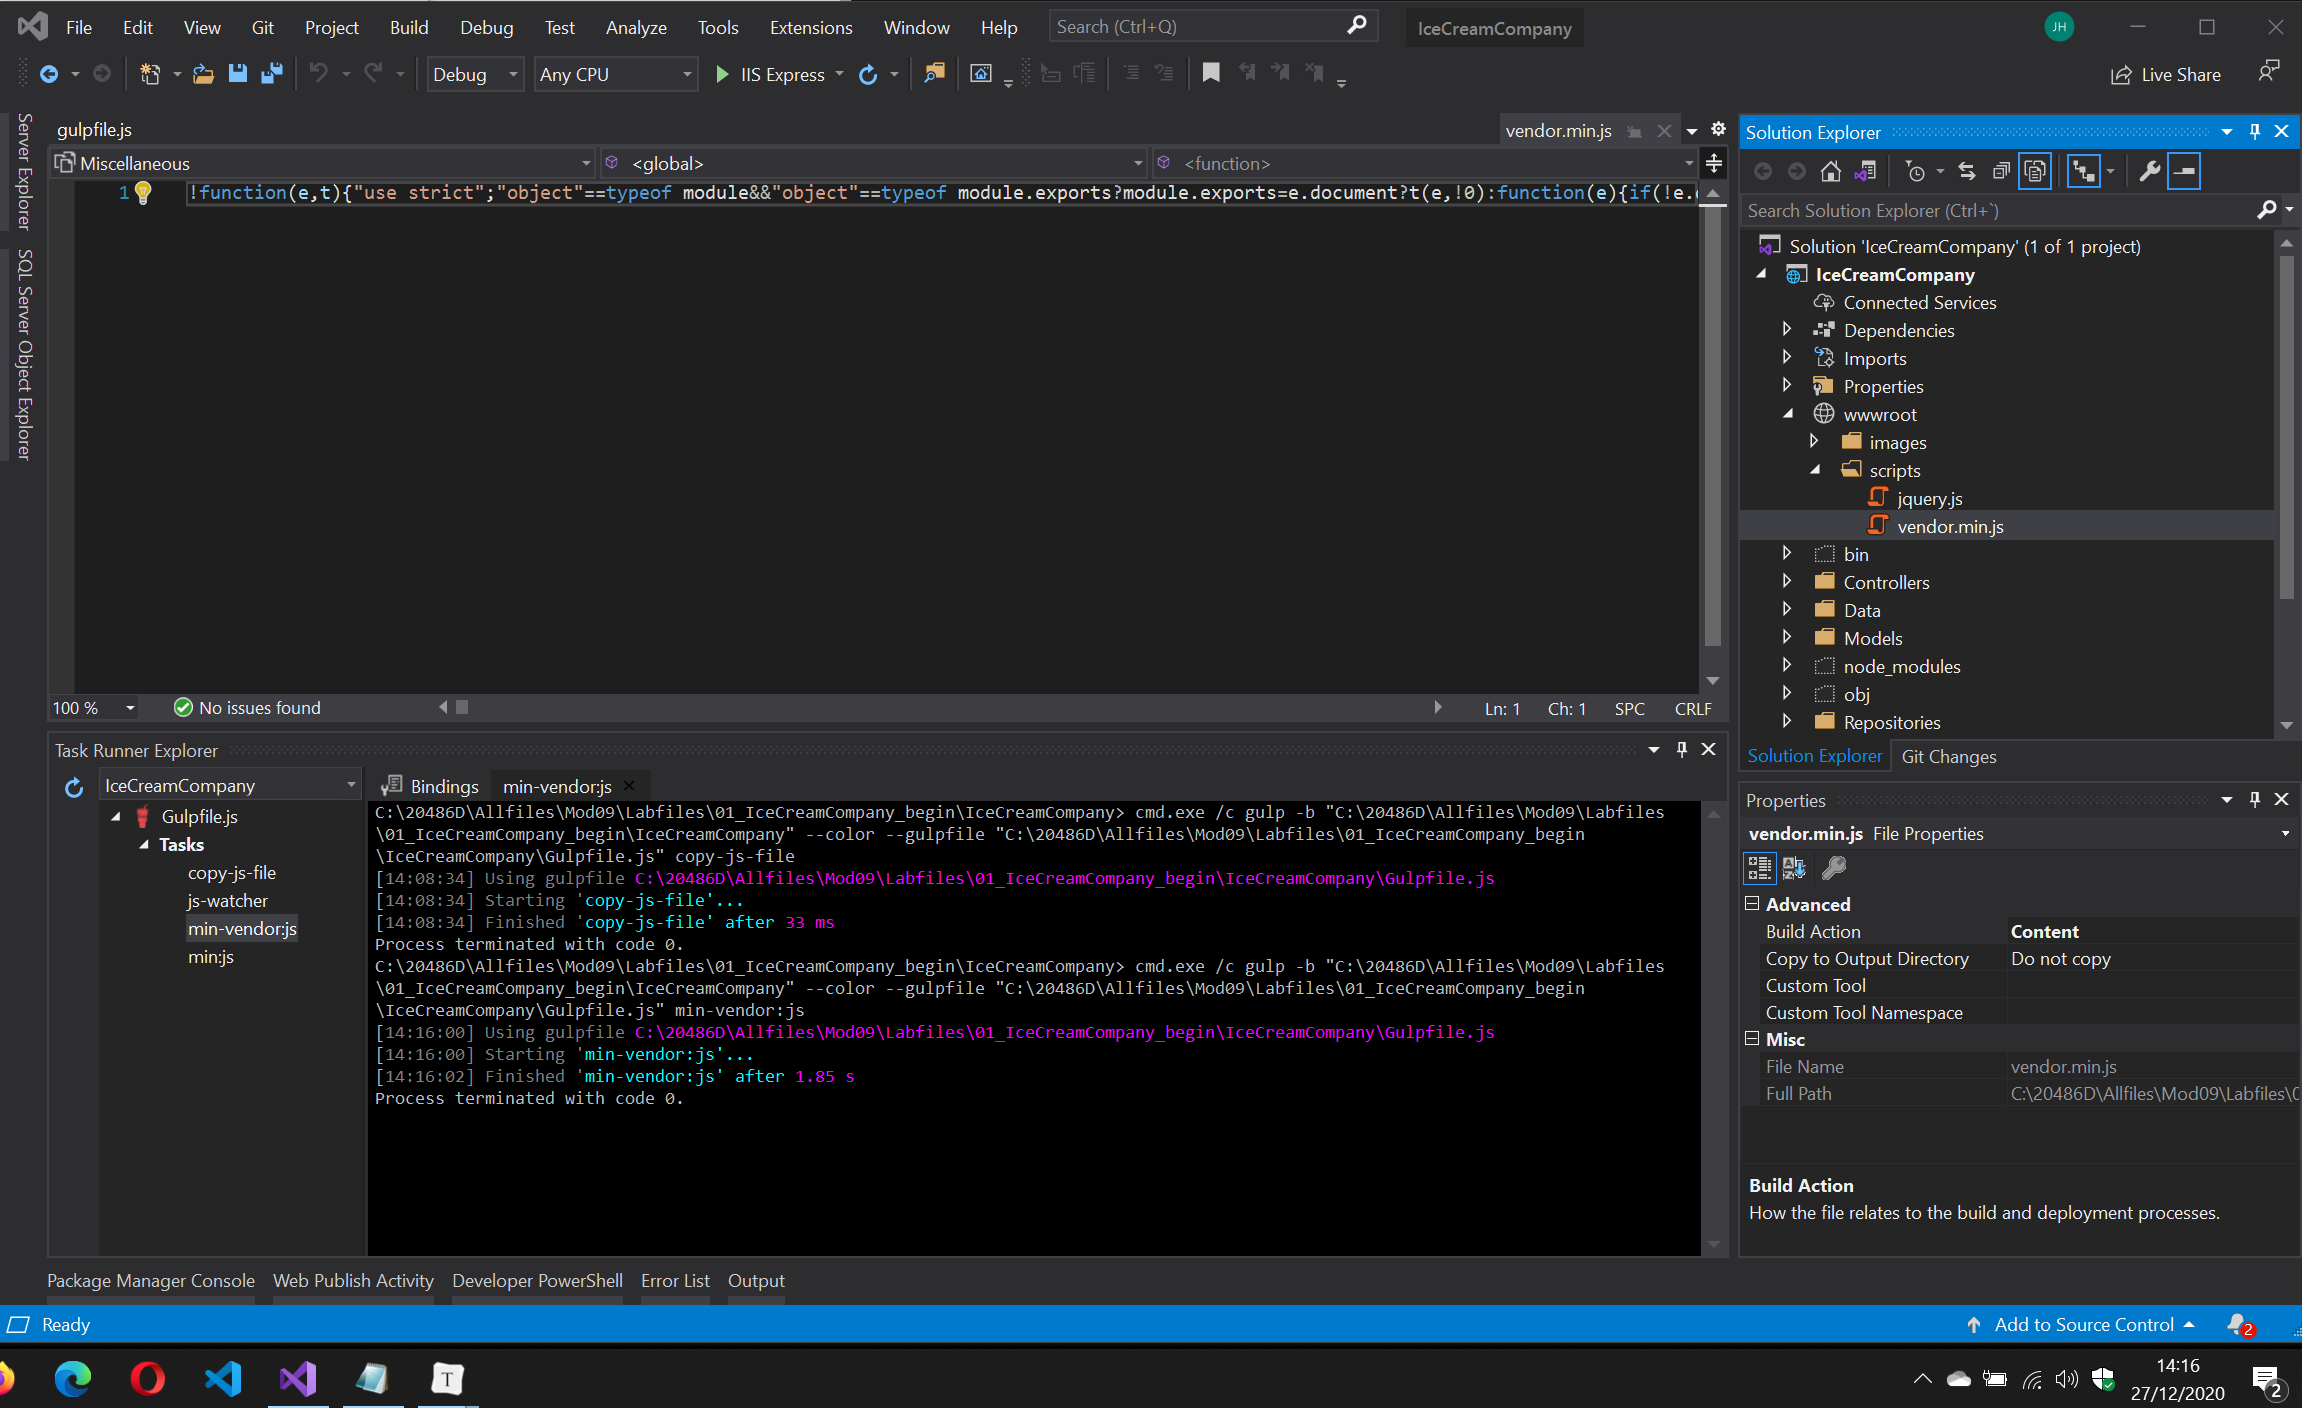 File Edit View Git Project Build Debug Test Analyze Tools Extensions Window Help Search (Ctrl+Q) IceCreamCompany JH
Debug Any CPU IIS Express Live Share
Server Explorer
SQL Server Object Explorer
gulpfile.js vendor.min.js
Miscellaneous <global> <function>
1 !function(e,t){"use strict";"object"==typeof module&&"object"==typeof module.exports?module.exports=e.document?t(e,!0):function(e){if(!e.
100 % No issues found Ln: 1 Ch: 1 SPC CRLF
Task Runner Explorer
IceCreamCompany
Gulpfile.js
Tasks
copy-js-file
js-watcher
min-vendor:js
min:js
Bindings min-vendor:js
C:\20486D\Allfiles\Mod09\Labfiles\01_IceCreamCompany_begin\IceCreamCompany> cmd.exe /c gulp -b "C:\20486D\Allfiles\Mod09\Labfiles
\01_IceCreamCompany_begin\IceCreamCompany" --color --gulpfile "C:\20486D\Allfiles\Mod09\Labfiles\01_IceCreamCompany_begin
\IceCreamCompany\Gulpfile.js" copy-js-file
[14:08:34] Using gulpfile C:\20486D\Allfiles\Mod09\Labfiles\01_IceCreamCompany_begin\IceCreamCompany\Gulpfile.js
[14:08:34] Starting 'copy-js-file'...
[14:08:34] Finished 'copy-js-file' after 33 ms
Process terminated with code 0.
C:\20486D\Allfiles\Mod09\Labfiles\01_IceCreamCompany_begin\IceCreamCompany> cmd.exe /c gulp -b "C:\20486D\Allfiles\Mod09\Labfiles
\01_IceCreamCompany_begin\IceCreamCompany" --color --gulpfile "C:\20486D\Allfiles\Mod09\Labfiles\01_IceCreamCompany_begin
\IceCreamCompany\Gulpfile.js" min-vendor:js
[14:16:00] Using gulpfile C:\20486D\Allfiles\Mod09\Labfiles\01_IceCreamCompany_begin\IceCreamCompany\Gulpfile.js
[14:16:00] Starting 'min-vendor:js'...
[14:16:02] Finished 'min-vendor:js' after 1.85 s
Process terminated with code 0.
Solution Explorer
Search Solution Explorer (Ctrl+`)
Solution 'IceCreamCompany' (1 of 1 project)
IceCreamCompany
Connected Services
Dependencies
Imports
Properties
wwwroot
images
scripts
jquery.js
vendor.min.js
bin
Controllers
Data
Models
node_modules
obj
Repositories
Solution Explorer Git Changes
Properties
vendor.min.js File Properties
Advanced
Build Action Content
Copy to Output Directory Do not copy
Custom Tool
Custom Tool Namespace
Misc
File Name vendor.min.js
Full Path C:\20486D\Allfiles\Mod09\Labfiles\0
Build Action
How the file relates to the build and deployment processes.
Package Manager Console Web Publish Activity Developer PowerShell Error List Output
Ready Add to Source Control 2
T 14:16
27/12/2020 2